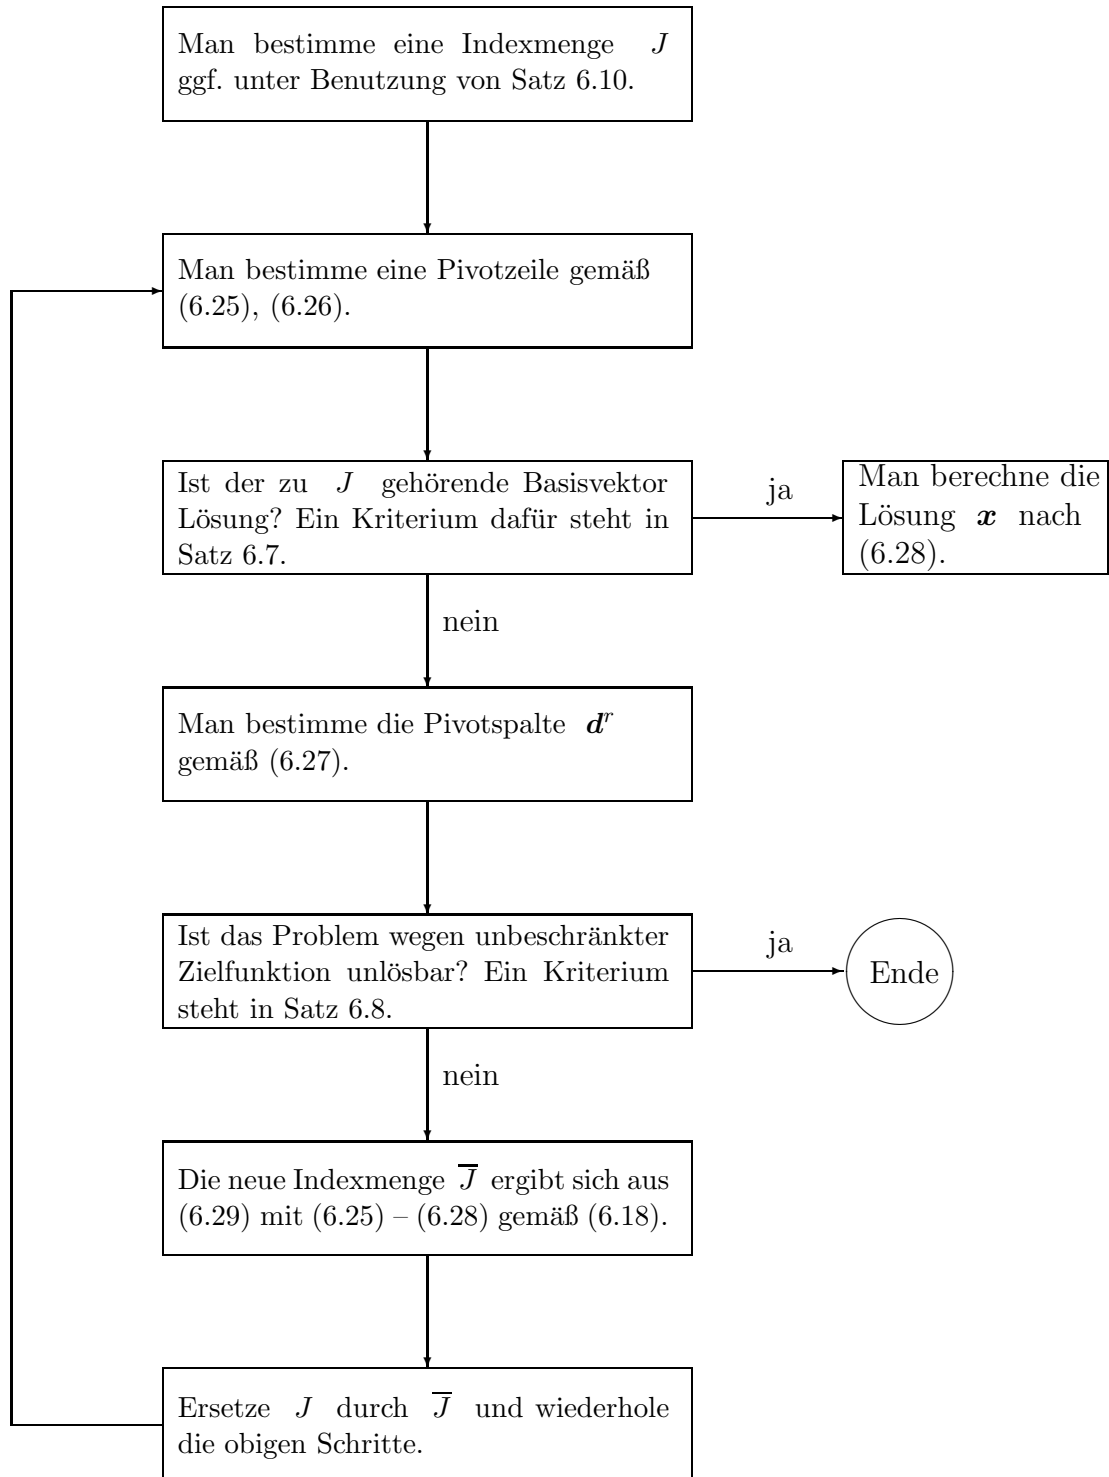 Man bestimme eine Indexmenge J
ggf. unter Benutzung von Satz 6.10.
Man bestimme eine Pivotzeile gemäß
(6.25), (6.26).
Ist der zu J gehörende Basisvektor
Lösung? Ein Kriterium dafür steht in
Satz 6.7.
ja
Man berechne die
Lösung x nach
(6.28).
nein
Man bestimme die Pivotspalte dʳ
gemäß (6.27).
Ist das Problem wegen unbeschränkter
Zielfunktion unlösbar? Ein Kriterium
steht in Satz 6.8.
ja
Ende
nein
Die neue Indexmenge J̅ ergibt sich aus
(6.29) mit (6.25) – (6.28) gemäß (6.18).
Ersetze J durch J̅ und wiederhole
die obigen Schritte.